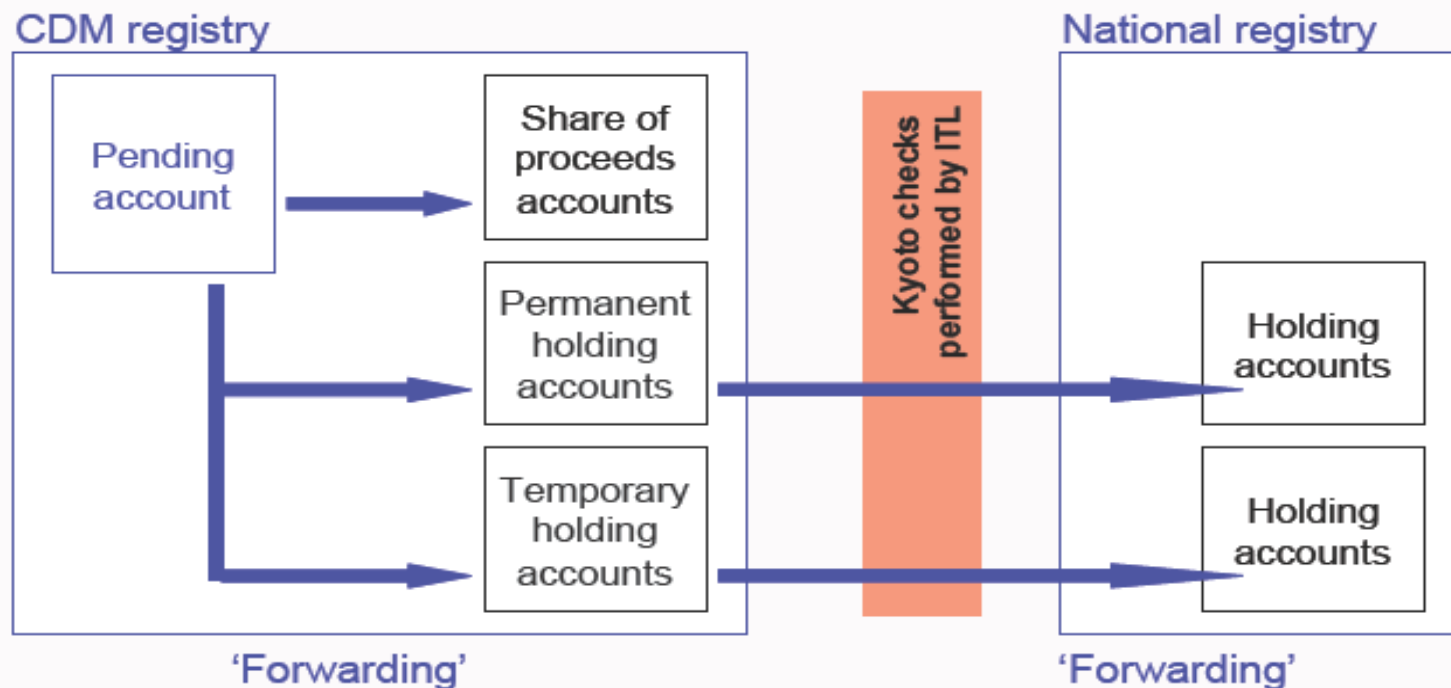 CDM registry
National registry
Pending
account
Share of
proceeds
accounts
Permanent
holding
accounts
Temporary
holding
accounts
Kyoto checks
performed by ITL
Holding
accounts
Holding
accounts
‘Forwarding’
‘Forwarding’